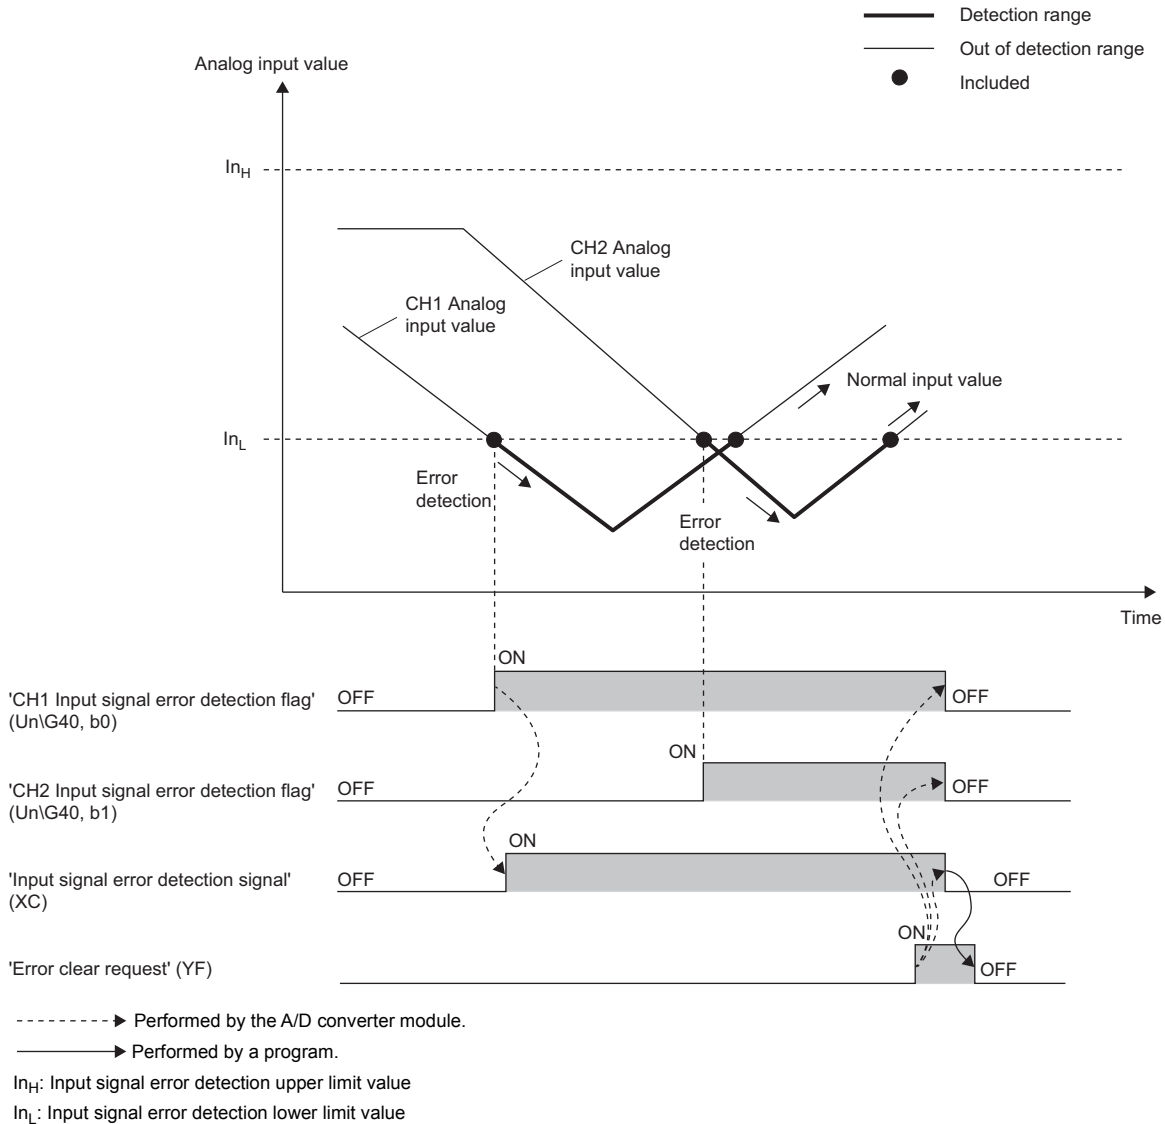 Detection range
Out of detection range
Included
Analog input value
InH
CH2 Analog
input value
CH1 Analog
input value
Normal input value
InL
Error
detection
Error
detection
Time
ON
'CH1 Input signal error detection flag'
(Un\G40, b0)
OFF
OFF
ON
'CH2 Input signal error detection flag'
(Un\G40, b1)
OFF
OFF
ON
'Input signal error detection signal'
(XC)
OFF
OFF
ON
'Error clear request' (YF)
OFF
Performed by the A/D converter module.
Performed by a program.
InH: Input signal error detection upper limit value
InL: Input signal error detection lower limit value